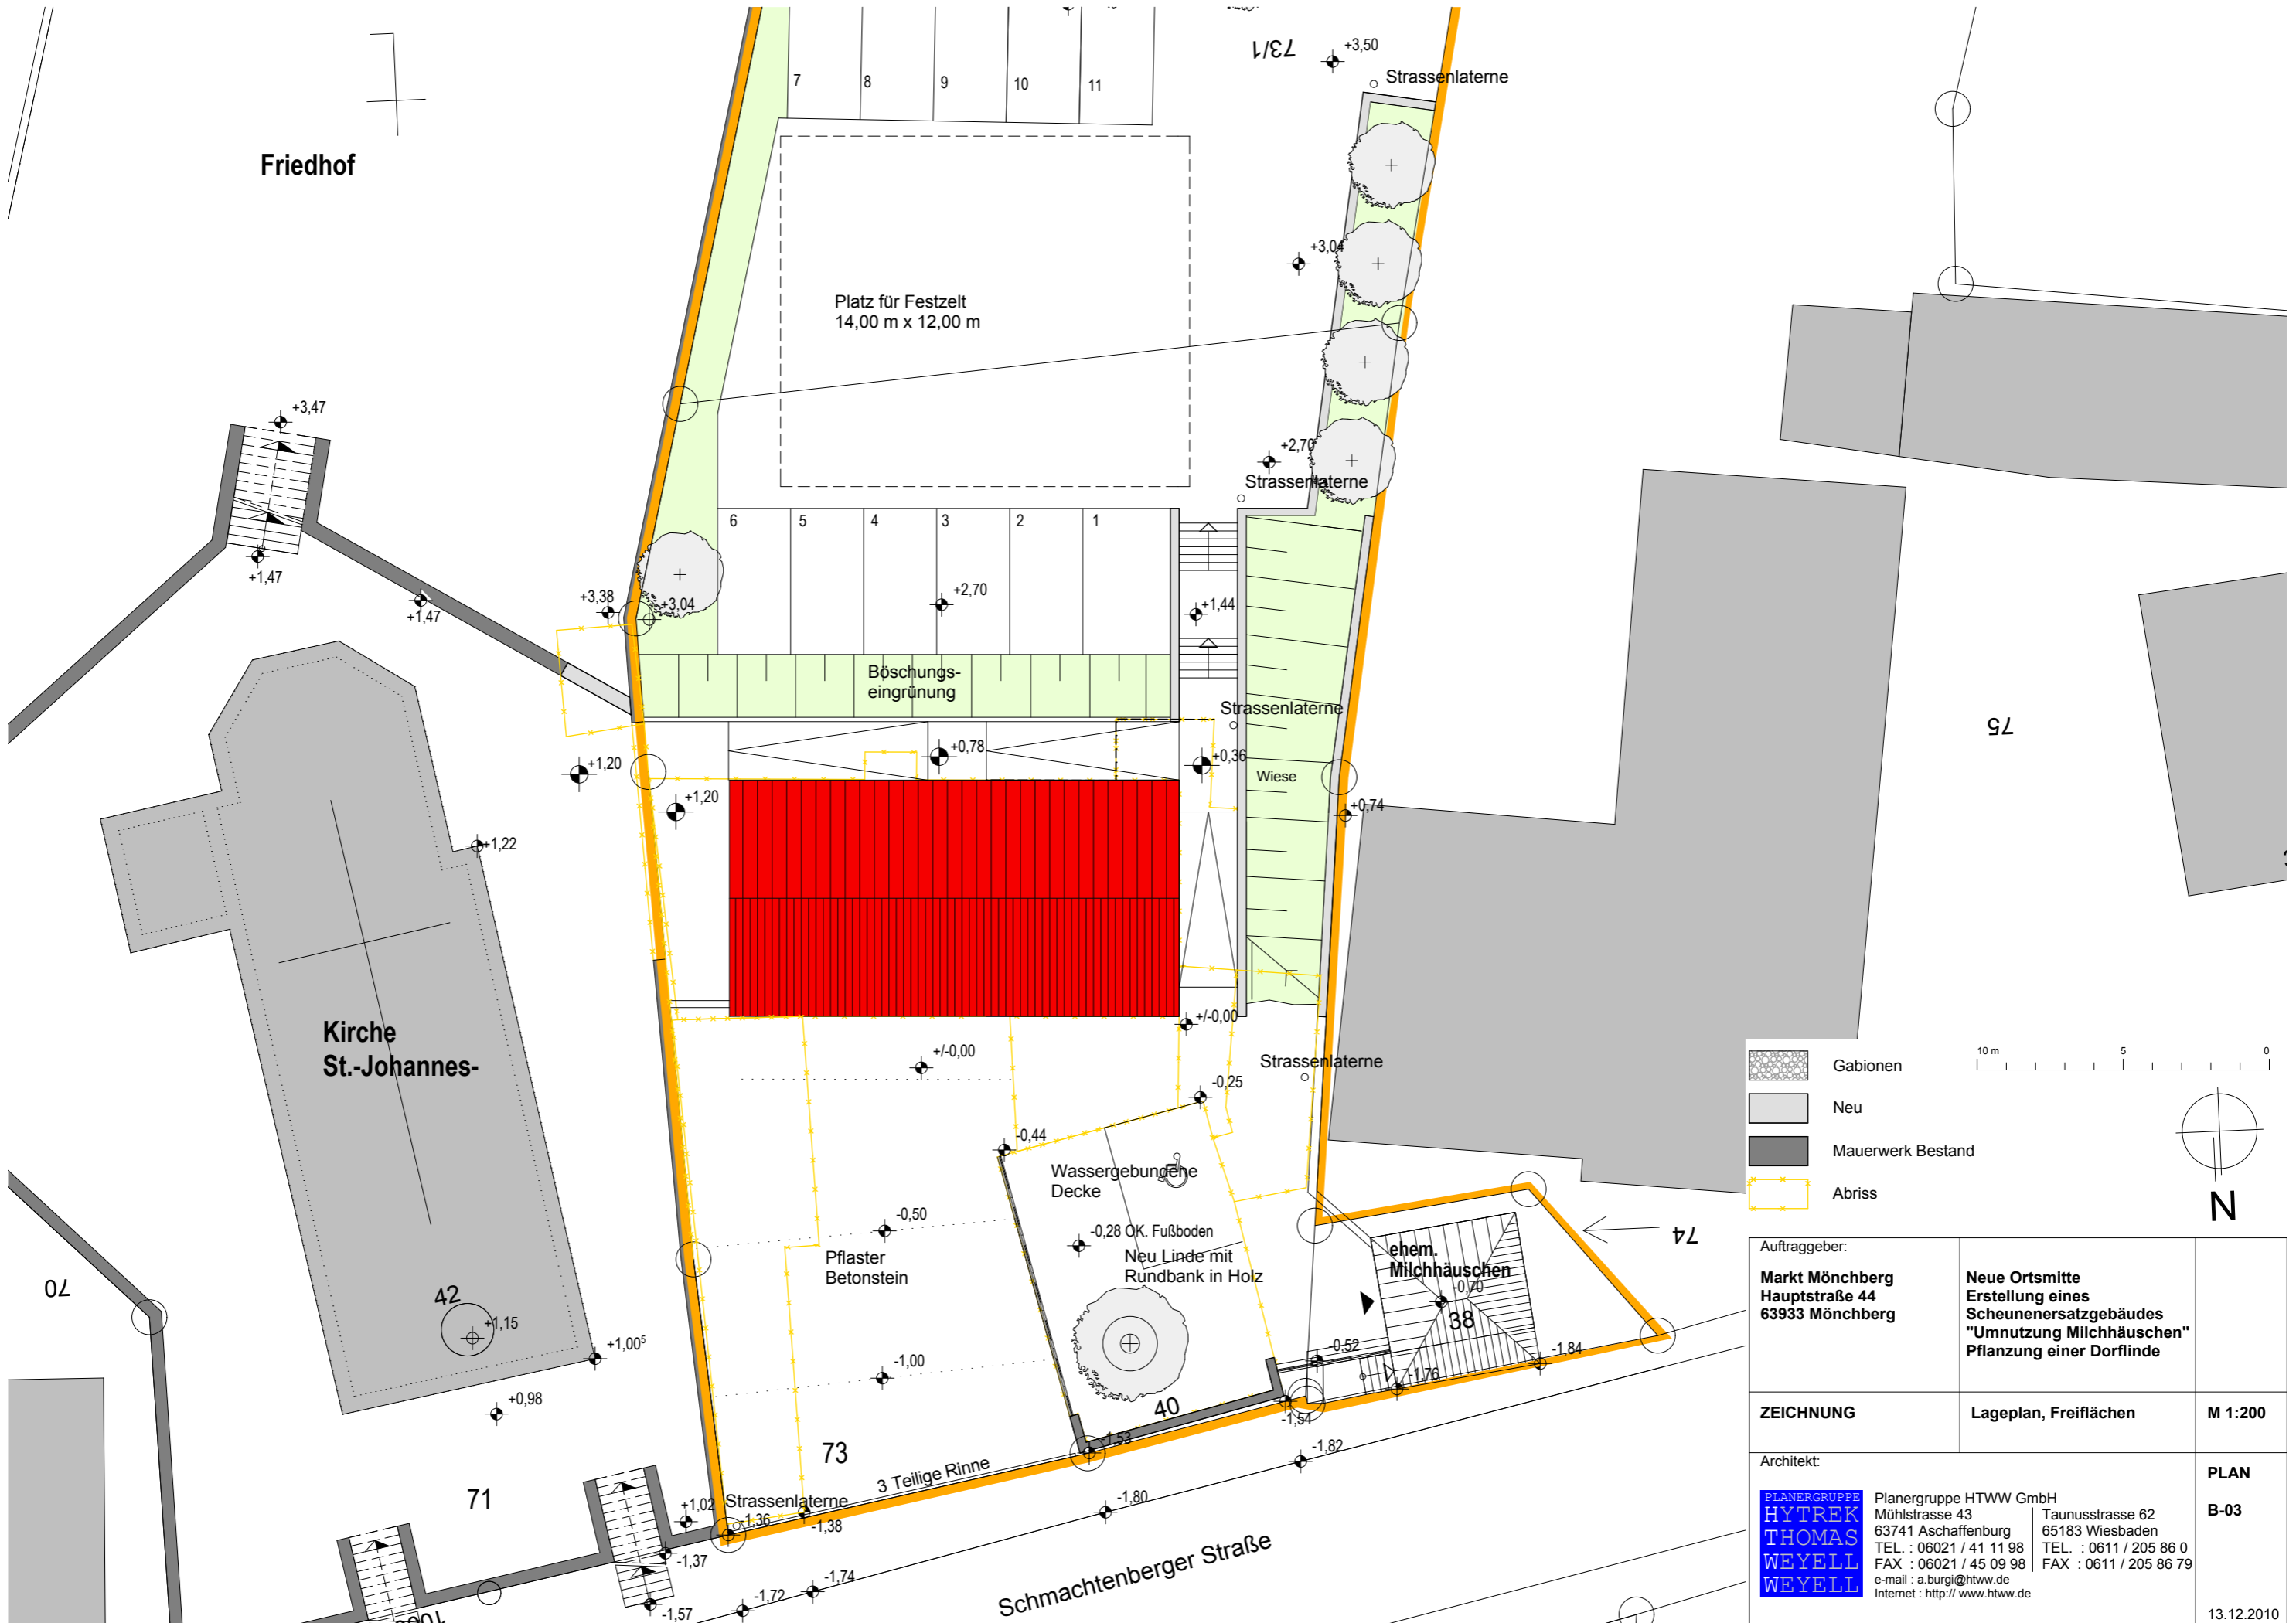 73/1
+3,50
Strassenlaterne
7
8
9
10
11
Friedhof
+3,04
Platz für Festzelt
14,00 m x 12,00 m
+3,47
+2,70
Strassenlaterne
6
5
4
3
2
1
+1,47
+1,47
+3,38
+3,04
+2,70
+1,44
Böschungs-
eingrünung
Strassenlaterne
75
+0,78
+0,36
+1,20
+1,20
Wiese
+0,74
+1,22
Kirche
St.-Johannes-
+/-0,00
+/-0,00
Strassenlaterne
-0,25
-0,44
Wassergebundene
Decke
-0,50
-0,28 OK. Fußboden
Pflaster
Betonstein
Neu Linde mit
Rundbank in Holz
ehem.
Milchhäuschen
-0,70
38
74
70
42
+1,15
+1,00⁵
-1,00
-0,52
-1,84
-1,76
+0,98
40
-1,54
-1,53
-1,82
73
3 Teilige Rinne
71
+1,02
Strassenlaterne
-1,36
-1,38
-1,80
-1,37
-1,74
-1,72
-1,57
Schmachtenberger Straße
Gabionen
Neu
Mauerwerk Bestand
Abriss
10 m
5
0
N
Auftraggeber:
Markt Mönchberg
Hauptstraße 44
63933 Mönchberg
Neue Ortsmitte
Erstellung eines
Scheunenersatzgebäudes
"Umnutzung Milchhäuschen"
Pflanzung einer Dorflinde
ZEICHNUNG
Lageplan, Freiflächen
M 1:200
Architekt:
PLANERGRUPPE
HYTREK
THOMAS
WEYELL
WEYELL
Planergruppe HTWW GmbH
Mühlstrasse 43
63741 Aschaffenburg
TEL. : 06021 / 41 11 98
FAX : 06021 / 45 09 98
e-mail : a.burgi@htww.de
Internet : http:// www.htww.de
Taunusstrasse 62
65183 Wiesbaden
TEL. : 0611 / 205 86 0
FAX : 0611 / 205 86 79
PLAN
B-03
13.12.2010